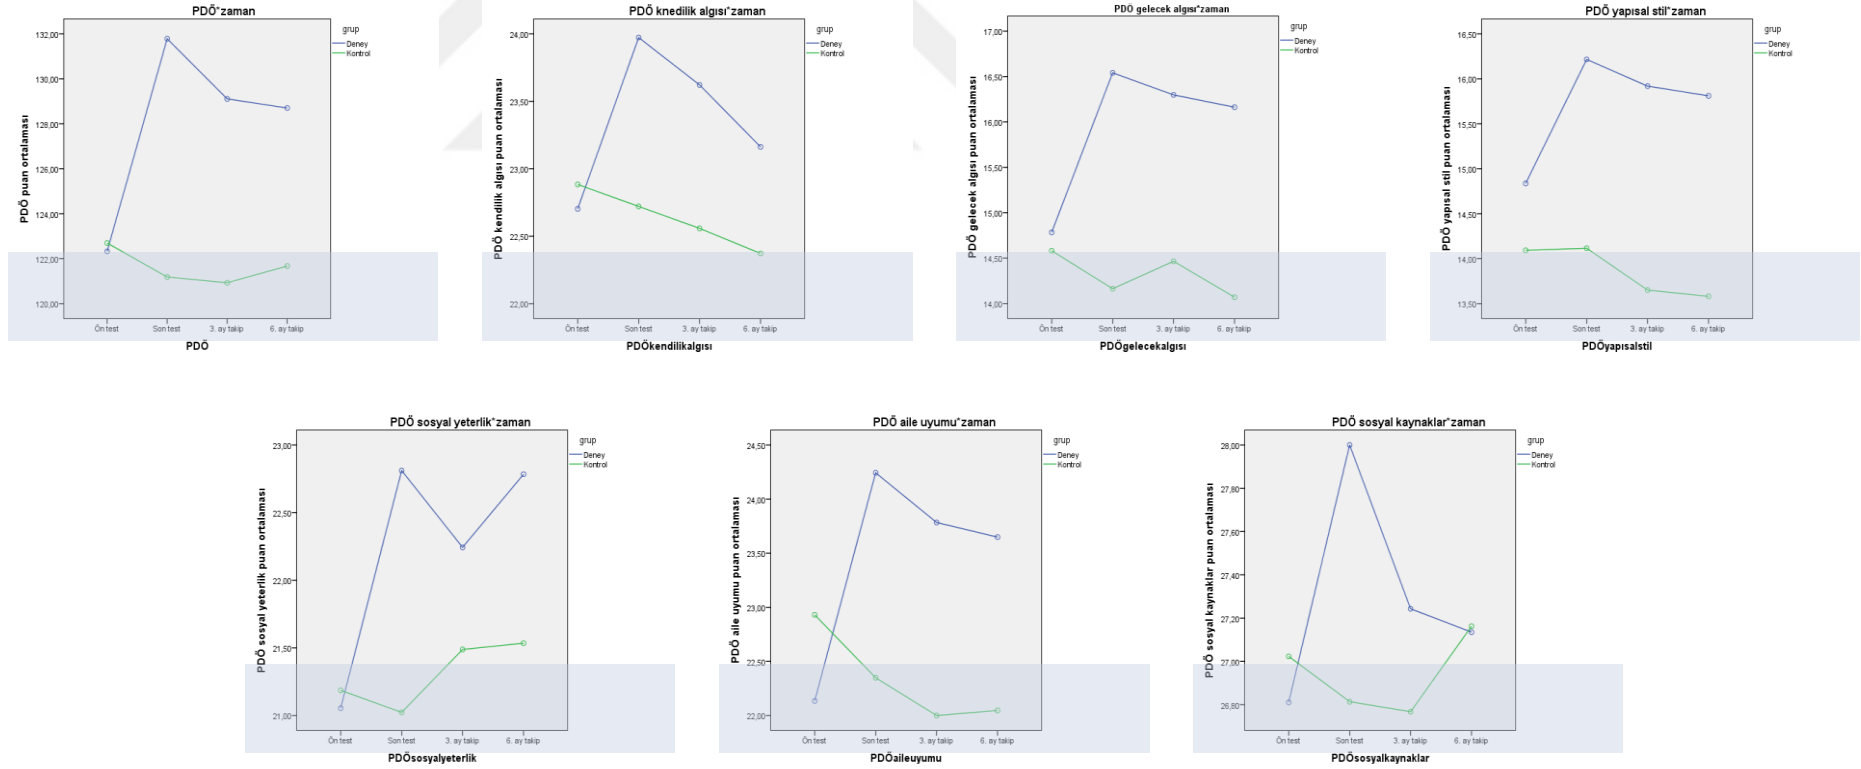 PDÖ*zaman
grup
Deney
Kontrol
PDÖ puan ortalaması
132,00
130,00
128,00
126,00
124,00
122,00
120,00
Ön test Son test 3. ay takip 6. ay takip
PDÖ
PDÖ knedilik algısı*zaman
grup
Deney
Kontrol
PDÖ kendilik algısı puan ortalaması
24,00
23,50
23,00
22,50
22,00
Ön test Son test 3. ay takip 6. ay takip
PDÖkendilikalgısı
PDÖ gelecek algısı*zaman
grup
Deney
Kontrol
PDÖ gelecek algısı puan ortalaması
17,00
16,50
16,00
15,50
15,00
14,50
14,00
Ön test Son test 3. ay takip 6. ay takip
PDÖgelecekalgısı
PDÖ yapısal stil*zaman
grup
Deney
Kontrol
PDÖ yapısal stil puan ortalaması
16,50
16,00
15,50
15,00
14,50
14,00
13,50
Ön test Son test 3. ay takip 6. ay takip
PDÖyapısalstil
PDÖ sosyal yeterlik*zaman
grup
Deney
Kontrol
PDÖ sosyal yeterlik puan ortalaması
23,00
22,50
22,00
21,50
21,00
Ön test Son test 3. ay takip 6. ay takip
PDÖsosyalyeterlik
PDÖ aile uyumu*zaman
grup
Deney
Kontrol
PDÖ aile uyumu puan ortalaması
24,50
24,00
23,50
23,00
22,50
22,00
Ön test Son test 3. ay takip 6. ay takip
PDÖaileuyumu
PDÖ sosyal kaynaklar*zaman
grup
Deney
Kontrol
PDÖ sosyal kaynaklar puan ortalaması
28,00
27,80
27,60
27,40
27,20
27,00
26,80
Ön test Son test 3. ay takip 6. ay takip
PDÖsosyalkaynaklar